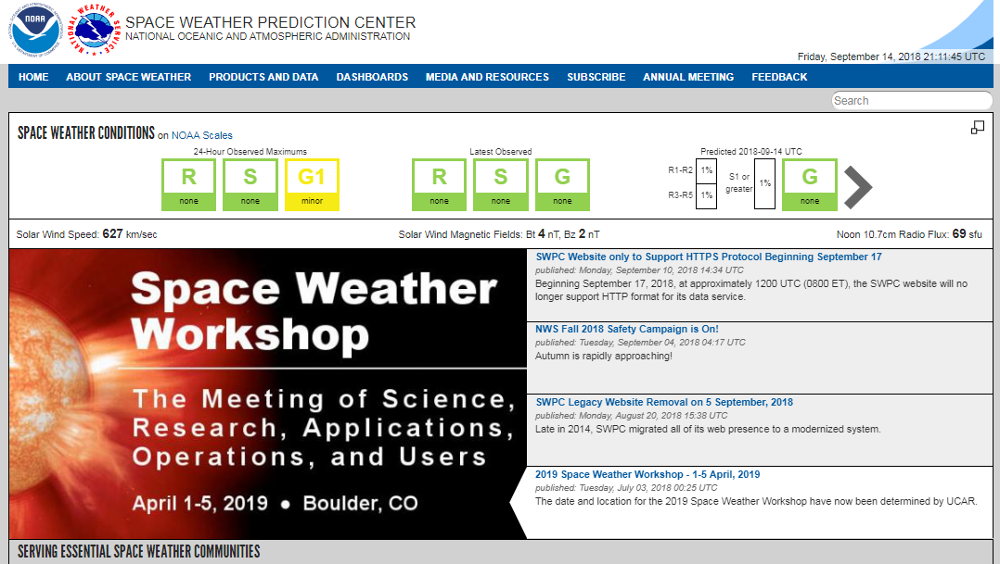 NOAA
NATIONAL WEATHER SERVICE
SPACE WEATHER PREDICTION CENTER
NATIONAL OCEANIC AND ATMOSPHERIC ADMINISTRATION
Friday, September 14, 2018 21:11:45 UTC
HOME ABOUT SPACE WEATHER PRODUCTS AND DATA DASHBOARDS MEDIA AND RESOURCES SUBSCRIBE ANNUAL MEETING FEEDBACK
Search
SPACE WEATHER CONDITIONS on NOAA Scales
24-Hour Observed Maximums
R S G1
none none minor
Latest Observed
R S G
none none none
Predicted 2018-09-14 UTC
R1-R2 1%
R3-R5 1%
S1 or
greater
1%
G
none
Solar Wind Speed: 627 km/sec
Solar Wind Magnetic Fields: Bt 4 nT, Bz 2 nT
Noon 10.7cm Radio Flux: 69 sfu
Space Weather
Workshop
The Meeting of Science,
Research, Applications,
Operations, and Users
April 1-5, 2019 ● Boulder, CO
SWPC Website only to Support HTTPS Protocol Beginning September 17
published: Monday, September 10, 2018 14:34 UTC
Beginning September 17, 2018, at approximately 1200 UTC (0800 ET), the SWPC website will no
longer support HTTP format for its data service.
NWS Fall 2018 Safety Campaign is On!
published: Tuesday, September 04, 2018 04:17 UTC
Autumn is rapidly approaching!
SWPC Legacy Website Removal on 5 September, 2018
published: Monday, August 20, 2018 15:38 UTC
Late in 2014, SWPC migrated all of its web presence to a modernized system.
2019 Space Weather Workshop - 1-5 April, 2019
published: Tuesday, July 03, 2018 00:25 UTC
The date and location for the 2019 Space Weather Workshop have now been determined by UCAR.
SERVING ESSENTIAL SPACE WEATHER COMMUNITIES